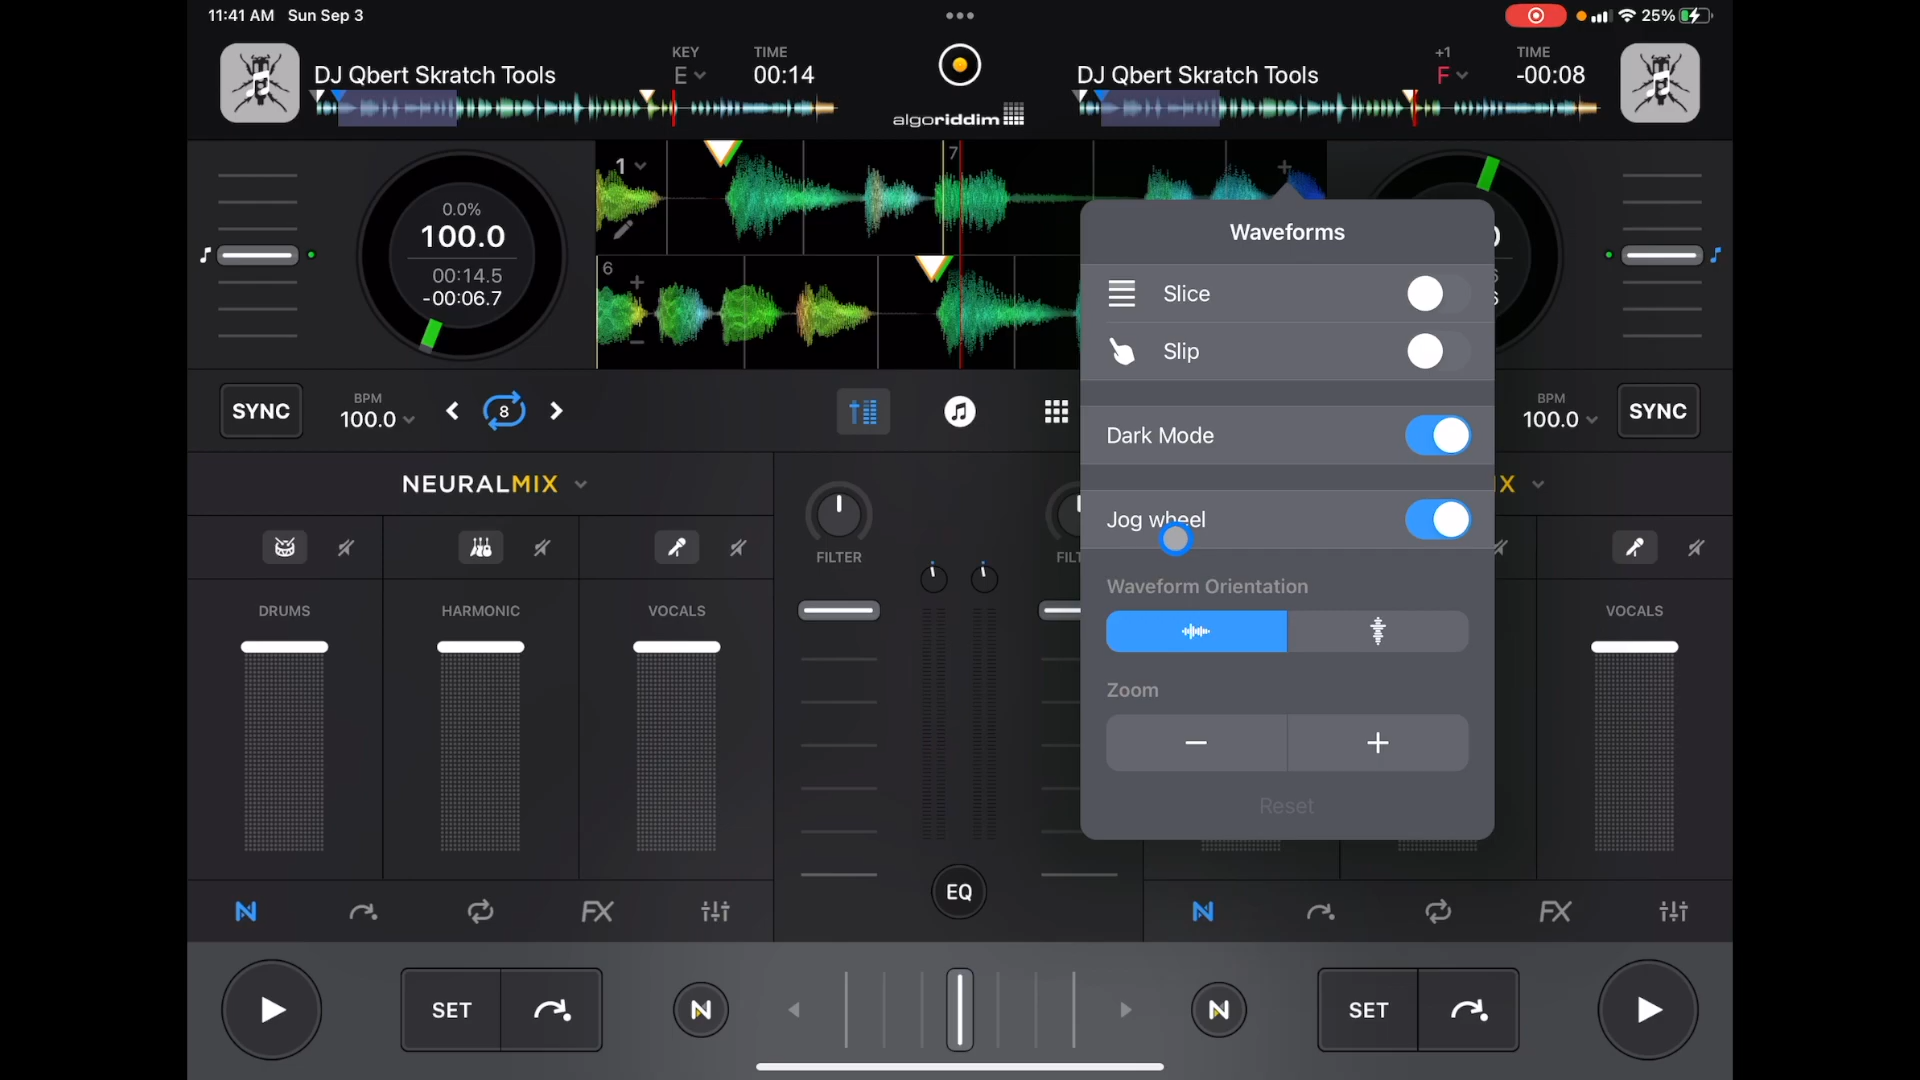 11:41 AM Sun Sep 3
25%
DJ Qbert Skratch Tools
KEY
E
TIME
00:14
algoriddim
DJ Qbert Skratch Tools
+1
F
TIME
-00:08
0.0%
100.0
00:14.5
-00:06.7
1
7
6
Waveforms
Slice
Slip
Dark Mode
Jog wheel
Waveform Orientation
Zoom
Reset
SYNC
BPM
100.0
8
BPM
100.0
SYNC
NEURALMIX
IX
DRUMS
HARMONIC
VOCALS
FILTER
FILT
VOCALS
EQ
N
FX
N
FX
SET
N
N
SET